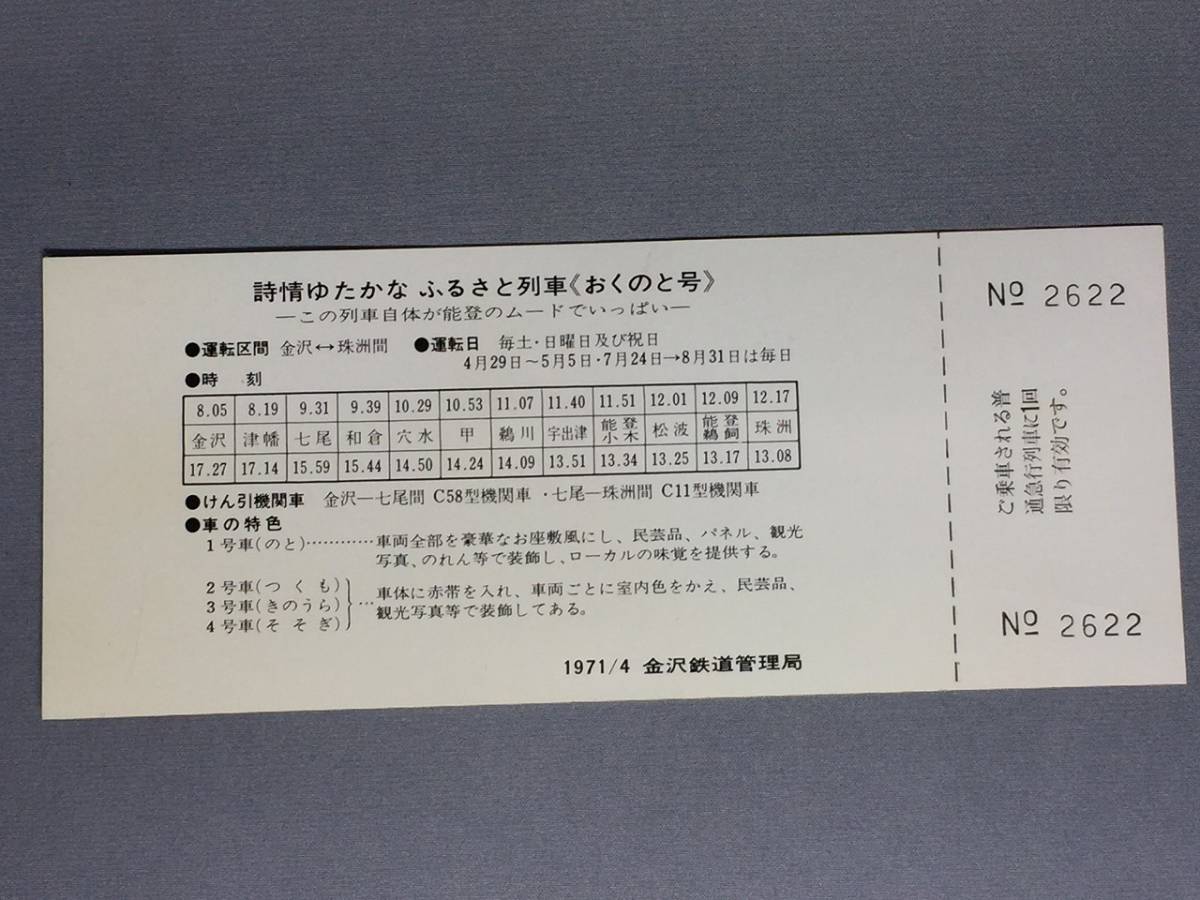 詩情ゆたかな ふるさと列車《おくのと号》
―この列車自体が能登のムードでいっぱい―
●運転区間 金沢↔珠洲間 ●運転日 毎土・日曜日及び祝日
4月29日~5月5日・7月24日→8月31日は毎日
●時 刻
8.05 8.19 9.31 9.39 10.29 10.53 11.07 11.40 11.51 12.01 12.09 12.17
金沢 津幡 七尾 和倉 穴水 甲 鵜川 宇出津 能登小木 松波 能登鵜飼 珠洲
17.27 17.14 15.59 15.44 14.50 14.24 14.09 13.51 13.34 13.25 13.17 13.08
●けん引機関車 金沢―七尾間 C58型機関車・七尾―珠洲間 C11型機関車
●車の特色
1号車(のと)…………車両全部を豪華なお座敷風にし、民芸品、パネル、観光
写真、のれん等で装飾し、ローカルの味覚を提供する。
2号車(つくも)
3号車(きのうら)
4号車(そそぎ)
…車体に赤帯を入れ、車両ごとに室内色をかえ、民芸品、
観光写真等で装飾してある。
1971/4 金沢鉄道管理局
No 2622
ご乗車される普
通急行列車に1回
限り有効です。
No 2622